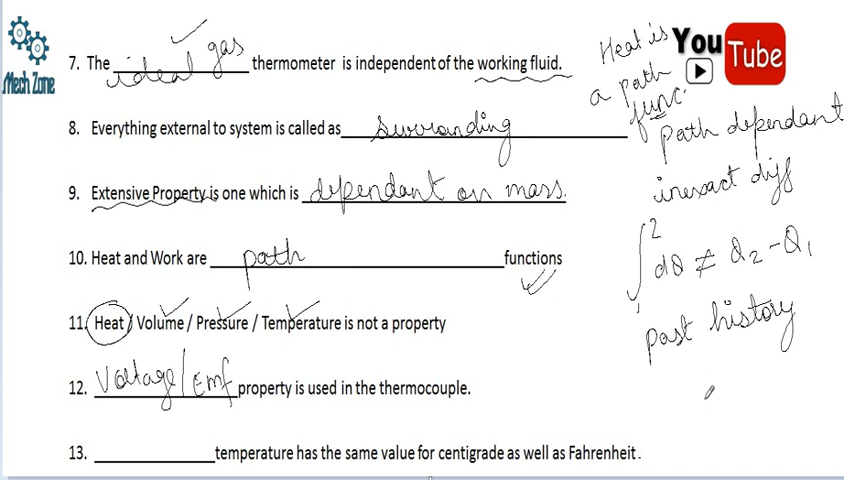 Mech Zone
7. The ideal gas thermometer is independent of the working fluid.
8. Everything external to system is called as surrounding
9. Extensive Property is one which is dependant on mass.
10. Heat and Work are path functions
11. Heat / Volume / Pressure / Temperature is not a property
12. Voltage/Emf property is used in the thermocouple.
13. ____________ temperature has the same value for centigrade as well as Fahrenheit.
You Tube
Heat is
a path
func.
path dependant
inexact diff
∫₁² dQ ≠ Q₂ - Q₁
Past history